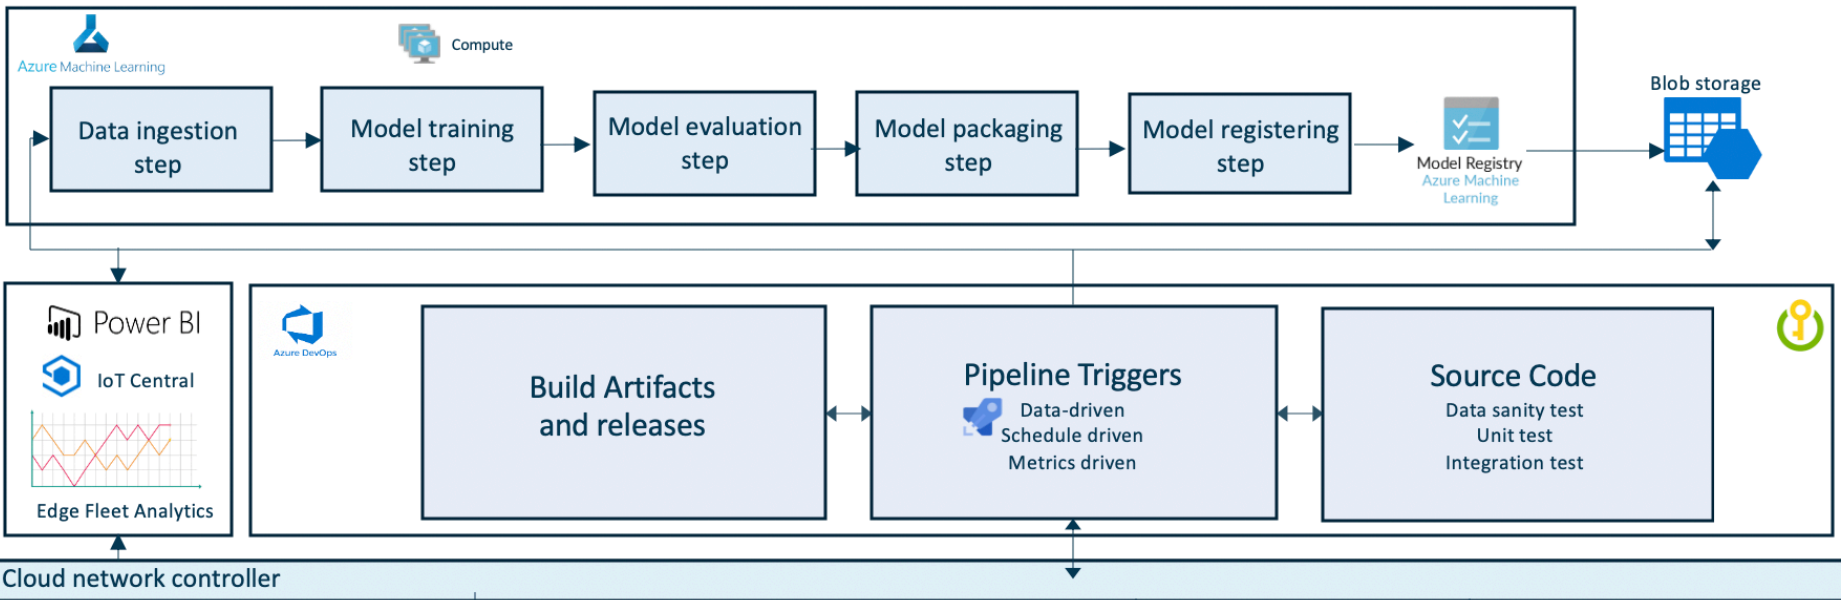 Azure Machine Learning
Compute
Data ingestion
step
Model training
step
Model evaluation
step
Model packaging
step
Model registering
step
Model Registry
Azure Machine
Learning
Blob storage
Power BI
IoT Central
Edge Fleet Analytics
Azure DevOps
Build Artifacts
and releases
Pipeline Triggers
Data-driven
Schedule driven
Metrics driven
Source Code
Data sanity test
Unit test
Integration test
Cloud network controller